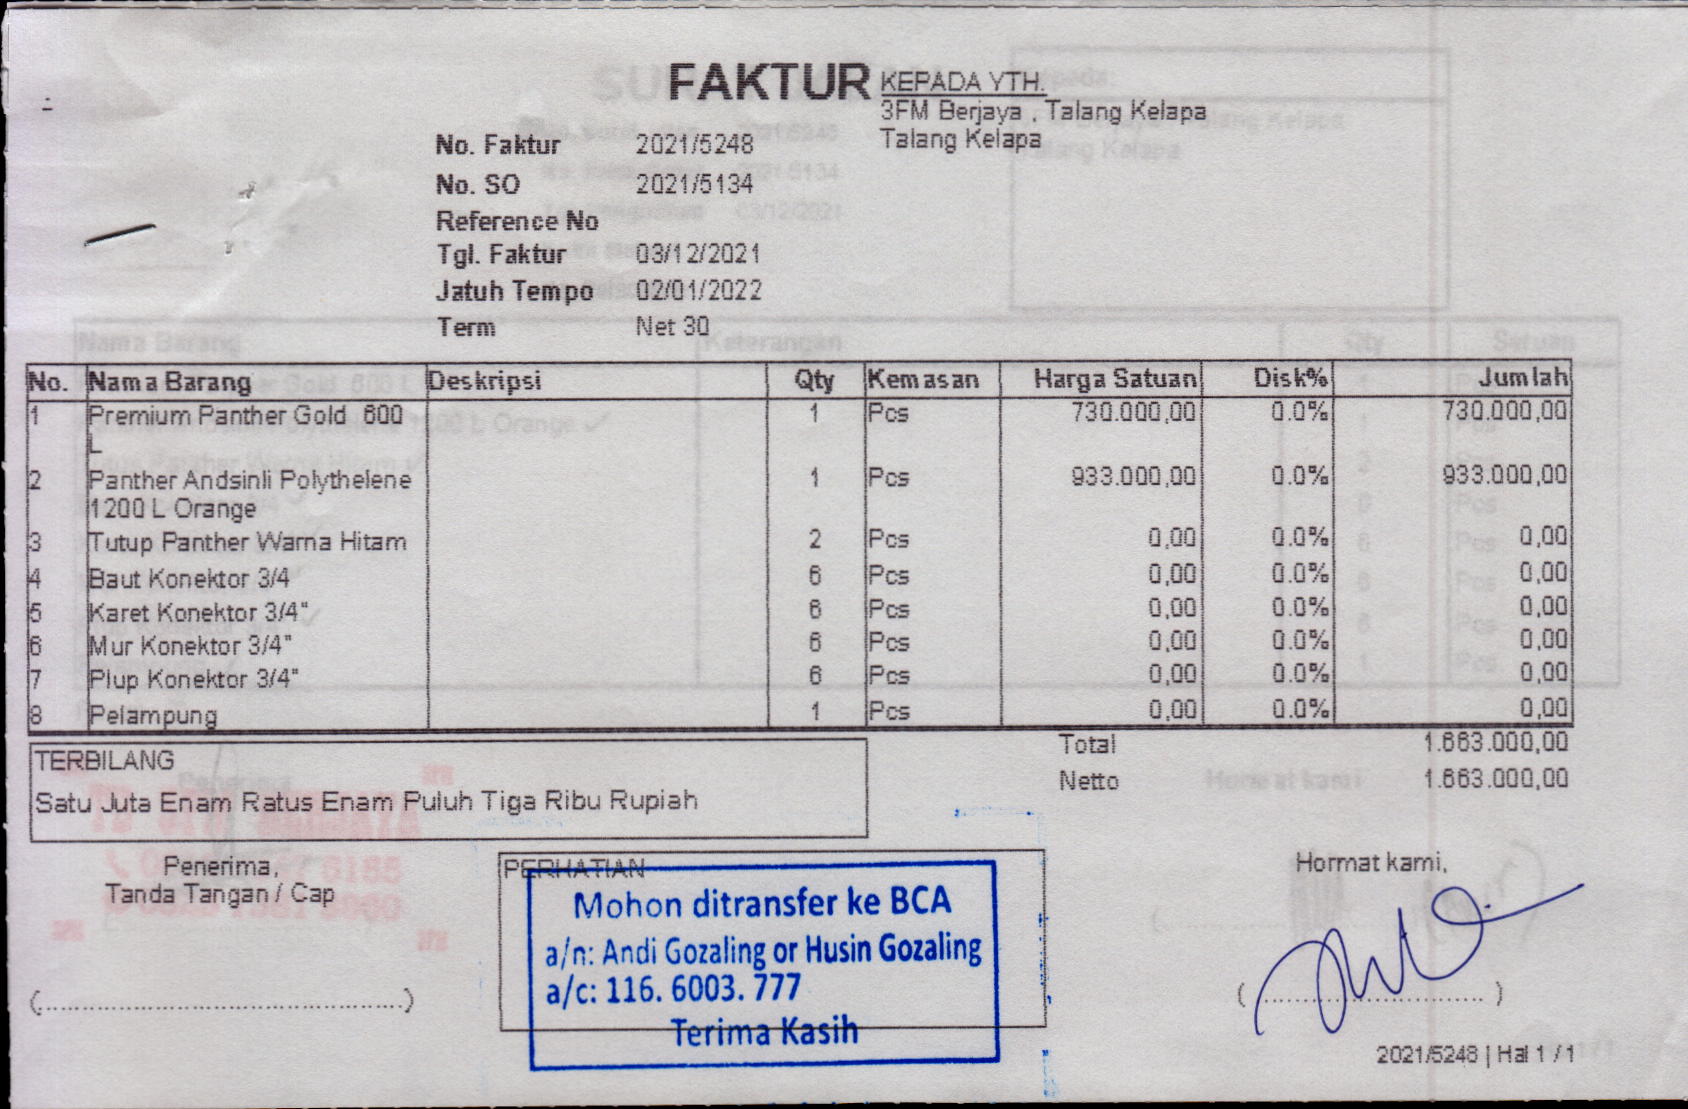 FAKTUR
KEPADA YTH.
3FM Berjaya , Talang Kelapa
Talang Kelapa
No. Faktur 2021/5248
No. SO 2021/5134
Reference No
Tgl. Faktur 03/12/2021
Jatuh Tempo 02/01/2022
Term Net 30
No. Nama Barang Deskripsi Qty Kemasan Harga Satuan Disk% Jumlah
1 Premium Panther Gold 600 L 1 Pcs 730.000,00 0.0% 730.000,00
2 Panther Andsinli Polythelene 1 Pcs 933.000,00 0.0% 933.000,00
1200 L Orange
3 Tutup Panther Warna Hitam 2 Pcs 0,00 0.0% 0,00
4 Baut Konektor 3/4 6 Pcs 0,00 0.0% 0,00
5 Karet Konektor 3/4" 6 Pcs 0,00 0.0% 0,00
6 Mur Konektor 3/4" 6 Pcs 0,00 0.0% 0,00
7 Plup Konektor 3/4" 6 Pcs 0,00 0.0% 0,00
8 Pelampung 1 Pcs 0,00 0.0% 0,00
Total 1.663.000,00
Netto 1.663.000,00
TERBILANG
Satu Juta Enam Ratus Enam Puluh Tiga Ribu Rupiah
Penerima,
Tanda Tangan / Cap
(..........................................)
PERHATIAN
Mohon ditransfer ke BCA
a/n: Andi Gozaling or Husin Gozaling
a/c: 116. 6003. 777
Terima Kasih
Hormat kami,
( .............................. )
2021/5248 | Hal 1 / 1